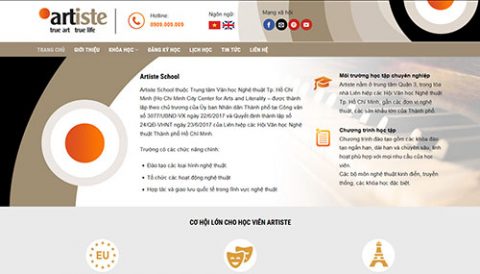 artiste
true art true life
Hotline:
0909.009.009
Ngôn ngữ
Mạng xã hội
TRANG CHỦ GIỚI THIỆU KHÓA HỌC ĐĂNG KÝ HỌC LỊCH HỌC TIN TỨC LIÊN HỆ
Artiste School
Artiste School thuộc Trung tâm Văn học Nghệ thuật Tp. Hồ Chí
Minh (Ho Chi Minh City Center for Arts and Literality – được thành
lập theo chủ trương của Ủy ban Nhân dân Thành phố tại Công văn
số 3877/UBND-VX ngày 22/6/2017 và Quyết định thành lập số
24/QĐ-VHNT ngày 23/6/2017 của Liên hiệp các Hội Văn học Nghệ
thuật Thành phố Hồ Chí Minh.
Trường có các chức năng chính:
Đào tạo các loại hình nghệ thuật
Tổ chức các hoạt động nghệ thuật
Hợp tác và giao lưu quốc tế trong lĩnh vực nghệ thuật
Môi trường học tập chuyên nghiệp
Artiste nằm ở trung tâm Quận 3, trong tòa
nhà Liên hiệp các Hội Văn học Nghệ thuật
Tp. Hồ Chí Minh, gần các đơn vị nghệ
thuật, các khoa nhạc của Thành phố.
Chương trình học tập
Chương trình đào tạo gồm các khóa đào
tạo ngắn hạn, dài hạn và chuyên sâu, linh
hoạt phù hợp với mọi nhu cầu của học
viên.
Các bộ môn nghệ thuật kinh điển, truyền
thống, các khóa học đặc biệt.
CƠ HỘI LỚN CHO HỌC VIÊN ARTISTE
EU